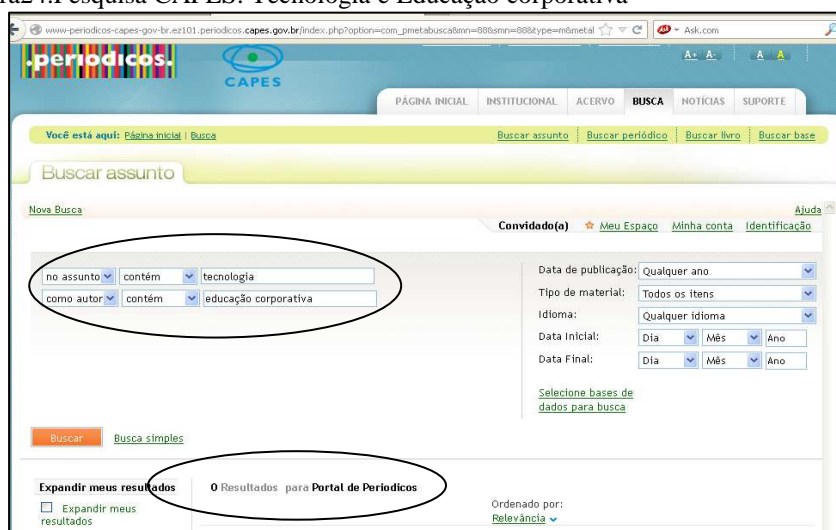 ra24:Pesquisa CAPES: Tecnologia e Educação corporativa
www-periodicos-capes-gov-br.ez101.periodicos.capes.gov.br/index.php?option=com_pmetabusca&mn=88&smn=88&type=m&metal
Ask.com
.periodicos.
CAPES
A+ A- A A
PÁGINA INICIAL INSTITUCIONAL ACERVO BUSCA NOTÍCIAS SUPORTE
Você está aqui: Página inicial | Busca
Buscar assunto Buscar periódico Buscar livro Buscar base
Buscar assunto
Nova Busca
Ajuda
Convidado(a) Meu Espaço Minha conta Identificação
no assunto contém tecnologia
como autor contém educação corporativa
Data de publicação: Qualquer ano
Tipo de material: Todos os itens
Idioma: Qualquer idioma
Data Inicial: Dia Mês Ano
Data Final: Dia Mês Ano
Selecione bases de
dados para busca
Buscar Busca simples
Expandir meus resultados
0 Resultados para Portal de Periodicos
Expandir meus
resultados
Ordenado por:
Relevância